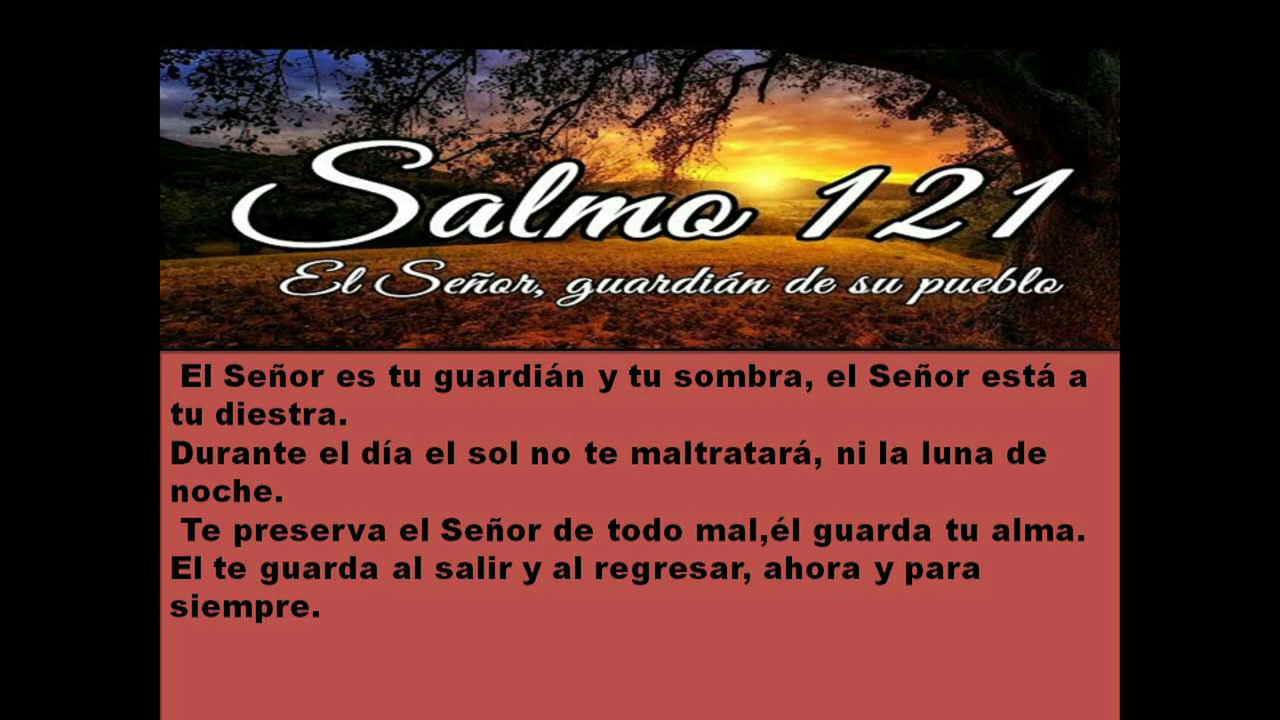 Salmo 121
El Señor, guardián de su pueblo
El Señor es tu guardián y tu sombra, el Señor está a
tu diestra.
Durante el día el sol no te maltratará, ni la luna de
noche.
Te preserva el Señor de todo mal,él guarda tu alma.
El te guarda al salir y al regresar, ahora y para
siempre.